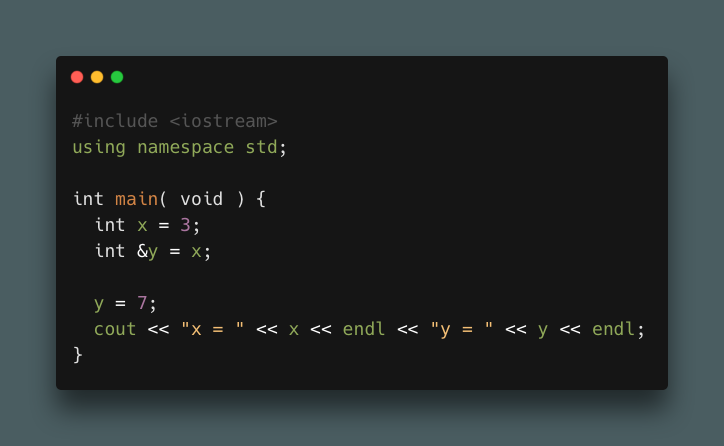 #include <iostream>
using namespace std;

int main( void ) {
  int x = 3;
  int &y = x;

  y = 7;
  cout << "x = " << x << endl << "y = " << y << endl;
}